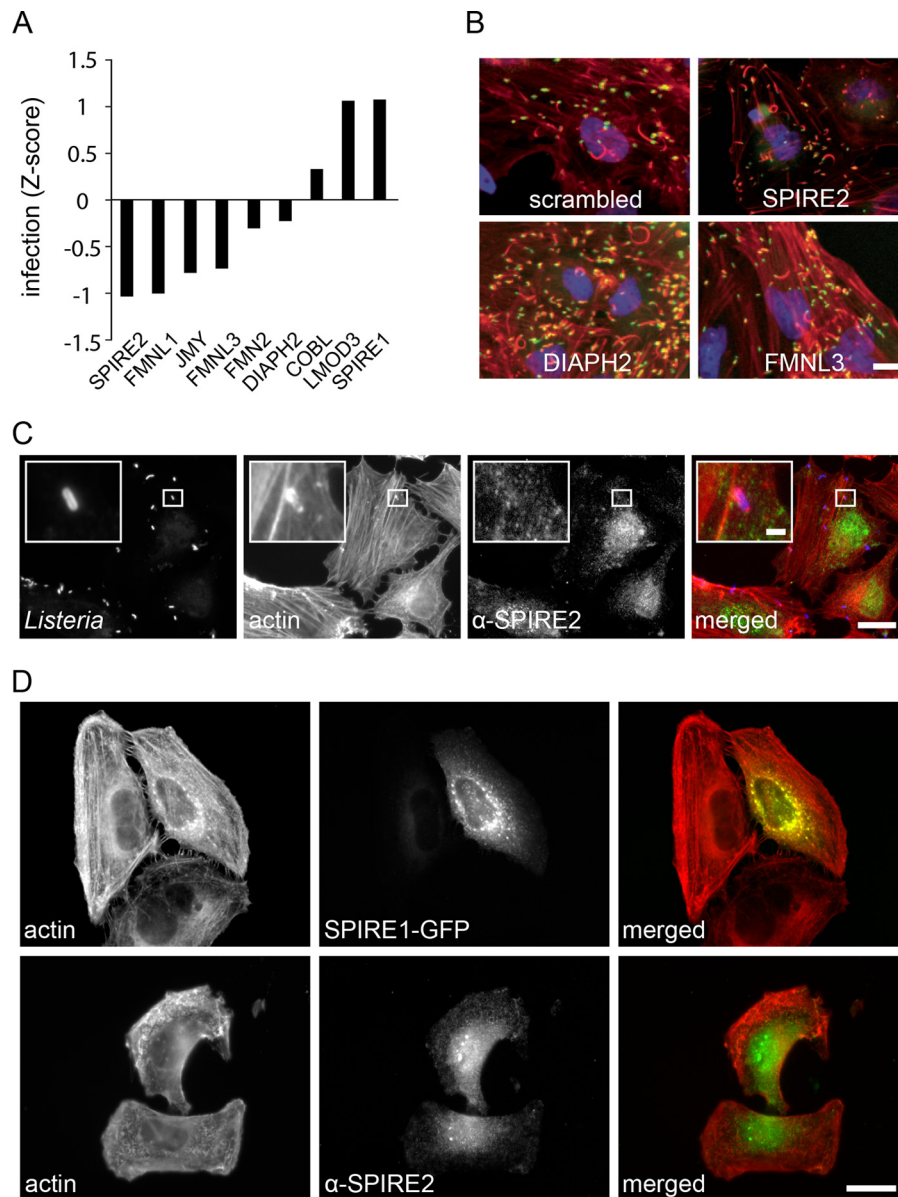 A
infection (Z-score)
1.5
1
0.5
0
-0.5
-1
-1.5
SPIRE2
FMNL1
JMY
FMNL3
FMN2
DIAPH2
COBL
LMOD3
SPIRE1
B
scrambled
SPIRE2
DIAPH2
FMNL3
C
Listeria
actin
α-SPIRE2
merged
D
actin
SPIRE1-GFP
merged
actin
α-SPIRE2
merged